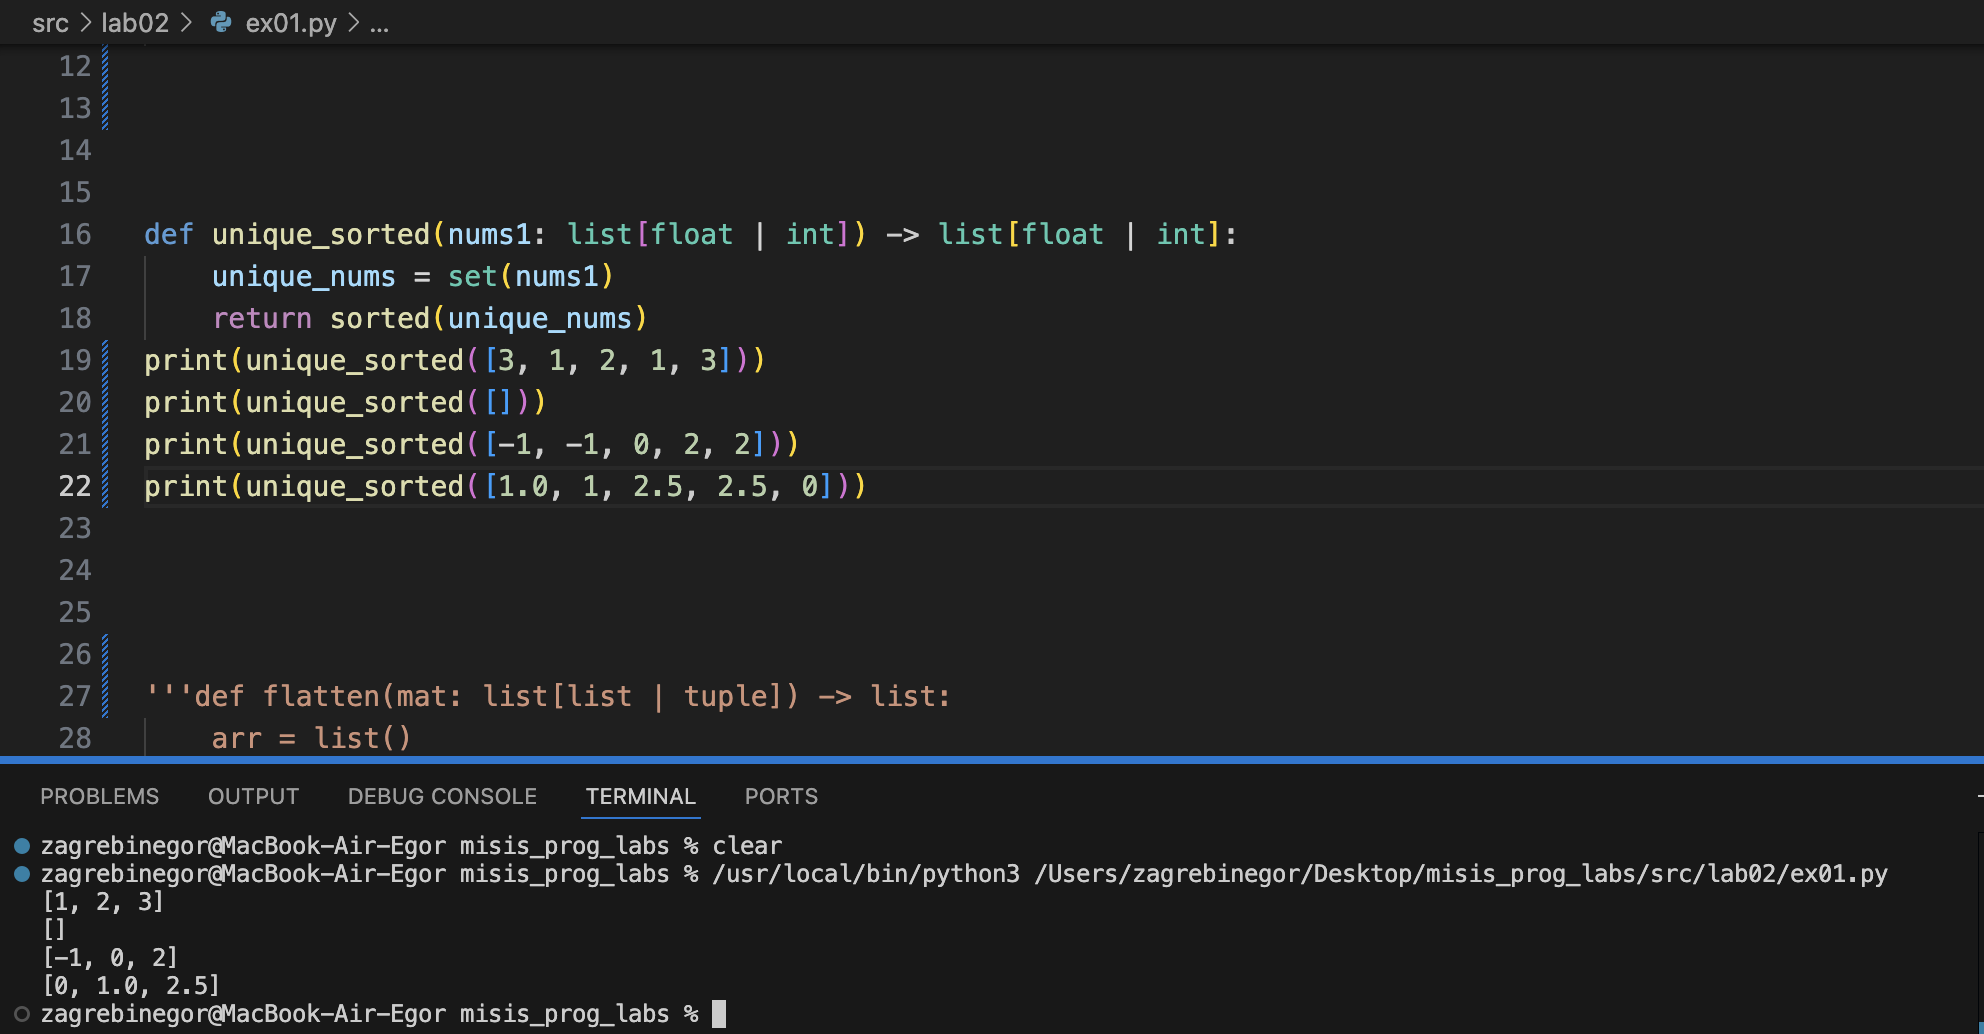 src > lab02 > ex01.py > ...
12
13
14
15
16 def unique_sorted(nums1: list[float | int]) -> list[float | int]:
17     unique_nums = set(nums1)
18     return sorted(unique_nums)
19 print(unique_sorted([3, 1, 2, 1, 3]))
20 print(unique_sorted([]))
21 print(unique_sorted([-1, -1, 0, 2, 2]))
22 print(unique_sorted([1.0, 1, 2.5, 2.5, 0]))
23
24
25
26
27 '''def flatten(mat: list[list | tuple]) -> list:
28     arr = list()
PROBLEMS OUTPUT DEBUG CONSOLE TERMINAL PORTS
zagrebinegor@MacBook-Air-Egor misis_prog_labs % clear
zagrebinegor@MacBook-Air-Egor misis_prog_labs % /usr/local/bin/python3 /Users/zagrebinegor/Desktop/misis_prog_labs/src/lab02/ex01.py
[1, 2, 3]
[]
[-1, 0, 2]
[0, 1.0, 2.5]
zagrebinegor@MacBook-Air-Egor misis_prog_labs %